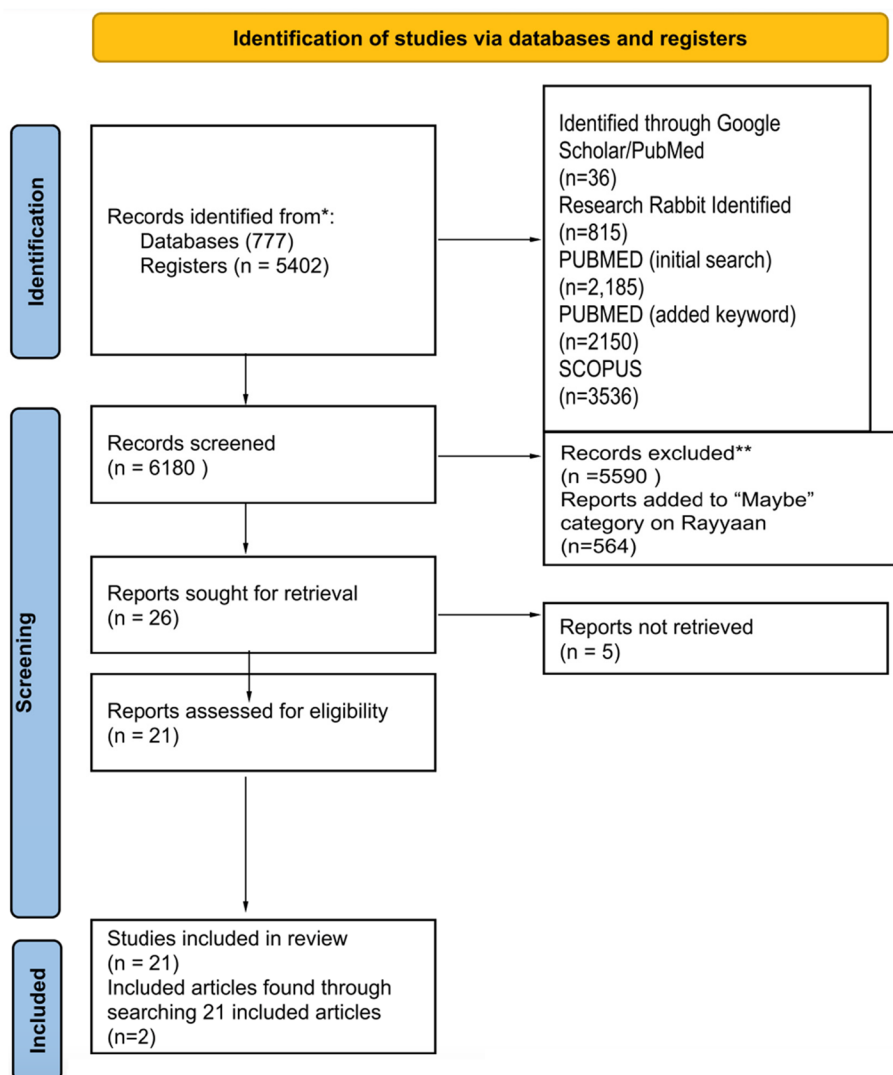 Identification of studies via databases and registers
Identification
Records identified from*:
Databases (777)
Registers (n = 5402)
Identified through Google
Scholar/PubMed
(n=36)
Research Rabbit Identified
(n=815)
PUBMED (initial search)
(n=2,185)
PUBMED (added keyword)
(n=2150)
SCOPUS
(n=3536)
Screening
Records screened
(n = 6180 )
Records excluded**
(n =5590 )
Reports added to “Maybe”
category on Rayyaan
(n=564)
Reports sought for retrieval
(n = 26)
Reports not retrieved
(n = 5)
Reports assessed for eligibility
(n = 21)
Included
Studies included in review
(n = 21)
Included articles found through
searching 21 included articles
(n=2)